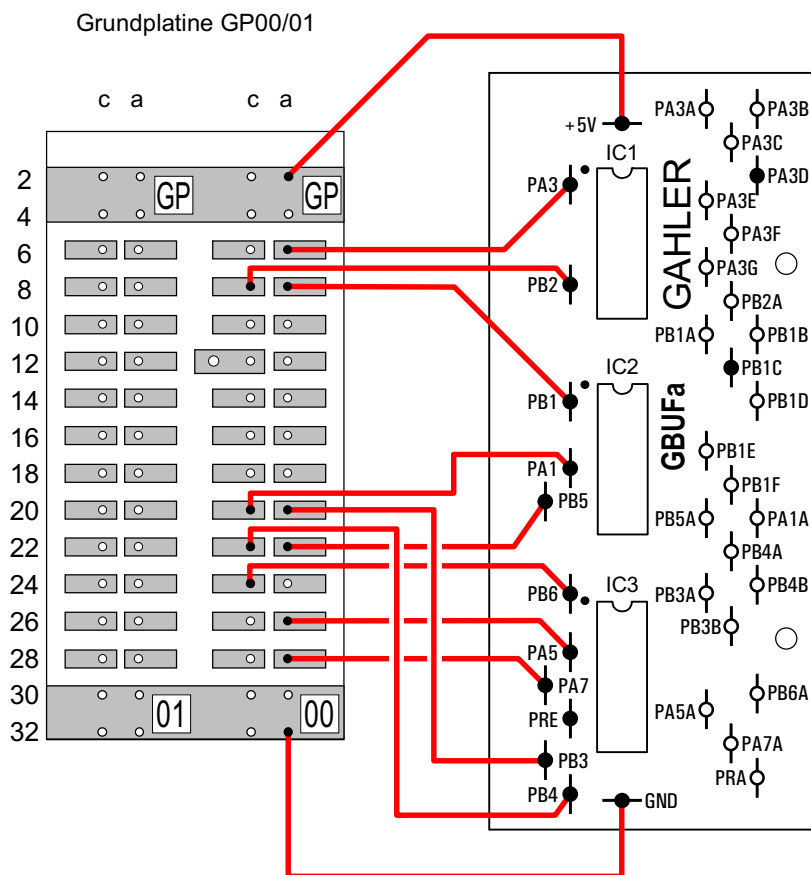 Grundplatine GP00/01
c a c a
2
4
6
8
10
12
14
16
18
20
22
24
26
28
30
32
GP
GP
01
00
+5V
IC1
PA3
PB2
IC2
PB1
PA1
PB5
IC3
PB6
PA5
PA7
PRE
PB3
PB4
GND
GAHLER
GBUFa
PA3A
PA3B
PA3C
PA3D
PA3E
PA3F
PA3G
PB2A
PB1A
PB1B
PB1C
PB1D
PB1E
PB1F
PB5A
PA1A
PB4A
PB4B
PB3A
PB3B
PB6A
PA5A
PA7A
PRA